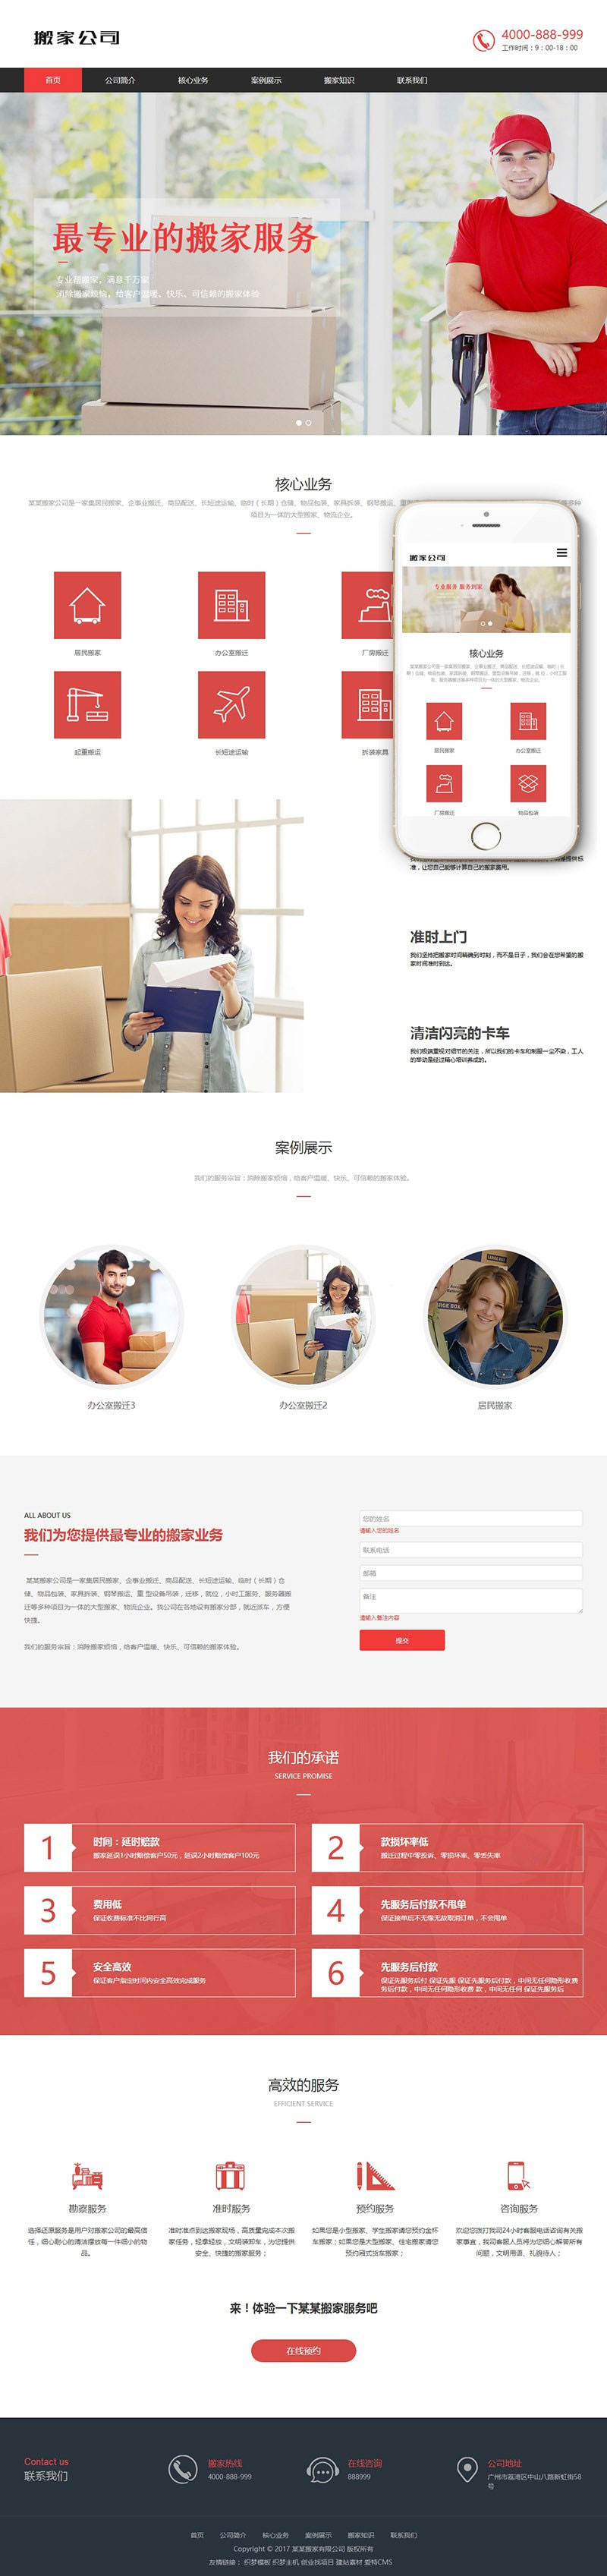 搬家公司
4000-888-999
工作时间：9：00-18：00
首页 公司简介 核心业务 案例展示 搬家知识 联系我们
最专业的搬家服务
专业帮搬家，满意千万家
消除搬家烦恼，给客户温暖、快乐、可信赖的搬家体验
核心业务
某某搬家公司是一家集居民搬家、企事业搬迁、商品配送、长短途运输、临时（长期）仓储、物品包装、家具拆装、钢琴搬运、重
多种
项目为一体的大型搬家、物流企业。
居民搬家 办公室搬迁 厂房搬迁
起重搬运 长短途运输 拆装家具
搬家公司
专业服务 服务到家
核心业务
居民搬家 办公室搬迁
厂房搬迁 物品包装
提供标
准，让您自己能够计算自己的搬家费用。
准时上门
我们坚持把搬家时间精确到时刻，而不是日子，我们会在您希望的搬
家时间准时到达。
清洁闪亮的卡车
我们极端重视对细节的关注，所以我们的卡车和制服一尘不染，工人
的举动是经过精心培训养成的。
案例展示
我们的服务宗旨：消除搬家烦恼，给客户温暖、快乐、可信赖的搬家体验。
办公室搬迁3 办公室搬迁2 居民搬家
ALL ABOUT US
我们为您提供最专业的搬家业务
某某搬家公司是一家集居民搬家、企事业搬迁、商品配送、长短途运输、临时（长期）仓
储、物品包装、家具拆装、钢琴搬运、重 型设备吊装，迁移，就位，小时工服务、服务器搬
迁等多种项目为一体的大型搬家、物流企业。我公司在各地设有搬家分部，就近派车，方便
快捷。
我们的服务宗旨：消除搬家烦恼，给客户温暖、快乐、可信赖的搬家体验。
您的姓名
请输入您的姓名
联系电话
邮箱
备注
请输入备注内容
提交
我们的承诺
SERVICE PROMISE
1 时间：延时赔款
搬家延误1小时赔偿客户50元，延误2小时赔偿客户100元
2 款损坏率低
搬迁过程中零投诉、零损坏率、零丢失率
3 费用低
保证收费标准不比同行高
4 先服务后付款不甩单
保证接单后不无缘无故取消订单，不会甩单
5 安全高效
保证客户指定时间内安全高效完成服务
6 先服务后付款
保证先服务后付 保证先服 保证先服务后付款，中间无任何隐形收费
务后付款，中间无任何隐形收费 款，中间无任何 保证先服务后
高效的服务
EFFICIENT SERVICE
勘察服务 准时服务 预约服务 咨询服务
选择还原服务是用户对搬家公司的最高信
任，细心耐心的清洁摆放每一件细小的物
品。
准时准点到达搬家现场，高质量完成本次搬
家任务，轻拿轻放，文明装卸车，为您提供
安全、快捷的搬家服务；
如果您是小型搬家、学生搬家请您预约金杯
车搬家；如果您是大型搬家、住宅搬家请您
预约厢式货车搬家；
欢迎您拨打我司24小时客服电话咨询有关搬
家事宜，我司客服人员将为您细心解答所有
问题，文明用语、礼貌待人；
来！体验一下某某搬家服务吧
在线预约
Contact us
联系我们
搬家热线
4000-888-999
在线咨询
888999
公司地址
广州市荔湾区中山八路新虹街58
号
首页 公司简介 核心业务 案例展示 搬家知识 联系我们
Copyright © 2017 某某搬家有限公司 版权所有
友情链接： 织梦模板 织梦主机 创业找项目 建站素材 爱特CMS